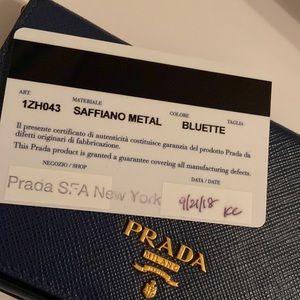 ART. MATERIALE COLORE TAGLIA
1ZH043 SAFFIANO METAL BLUETTE
Il presente certificato di autenticità costituisce garanzia del prodotto Prada da
difetti originari di fabbricazione.
This Prada product is granted a guarantee covering all manufacturing defects.
NEGOZIO / SHOP DATA / DATE
Prada SFA New York 9/21/18 KC
PRADA
MILANO